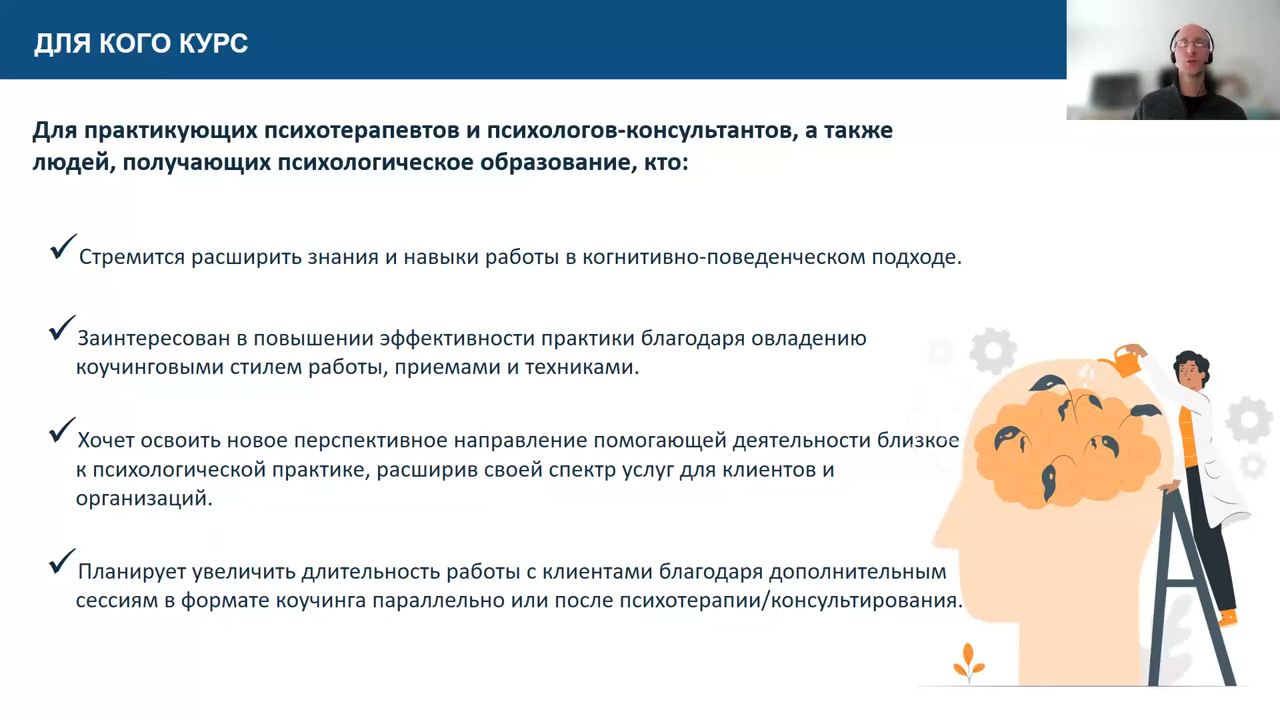 ДЛЯ КОГО КУРС
Для практикующих психотерапевтов и психологов-консультантов, а также
людей, получающих психологическое образование, кто:
✓Стремится расширить знания и навыки работы в когнитивно-поведенческом подходе.
✓Заинтересован в повышении эффективности практики благодаря овладению
коучинговыми стилем работы, приемами и техниками.
✓Хочет освоить новое перспективное направление помогающей деятельности близкое
к психологической практике, расширив своей спектр услуг для клиентов и
организаций.
✓Планирует увеличить длительность работы с клиентами благодаря дополнительным
сессиям в формате коучинга параллельно или после психотерапии/консультирования.